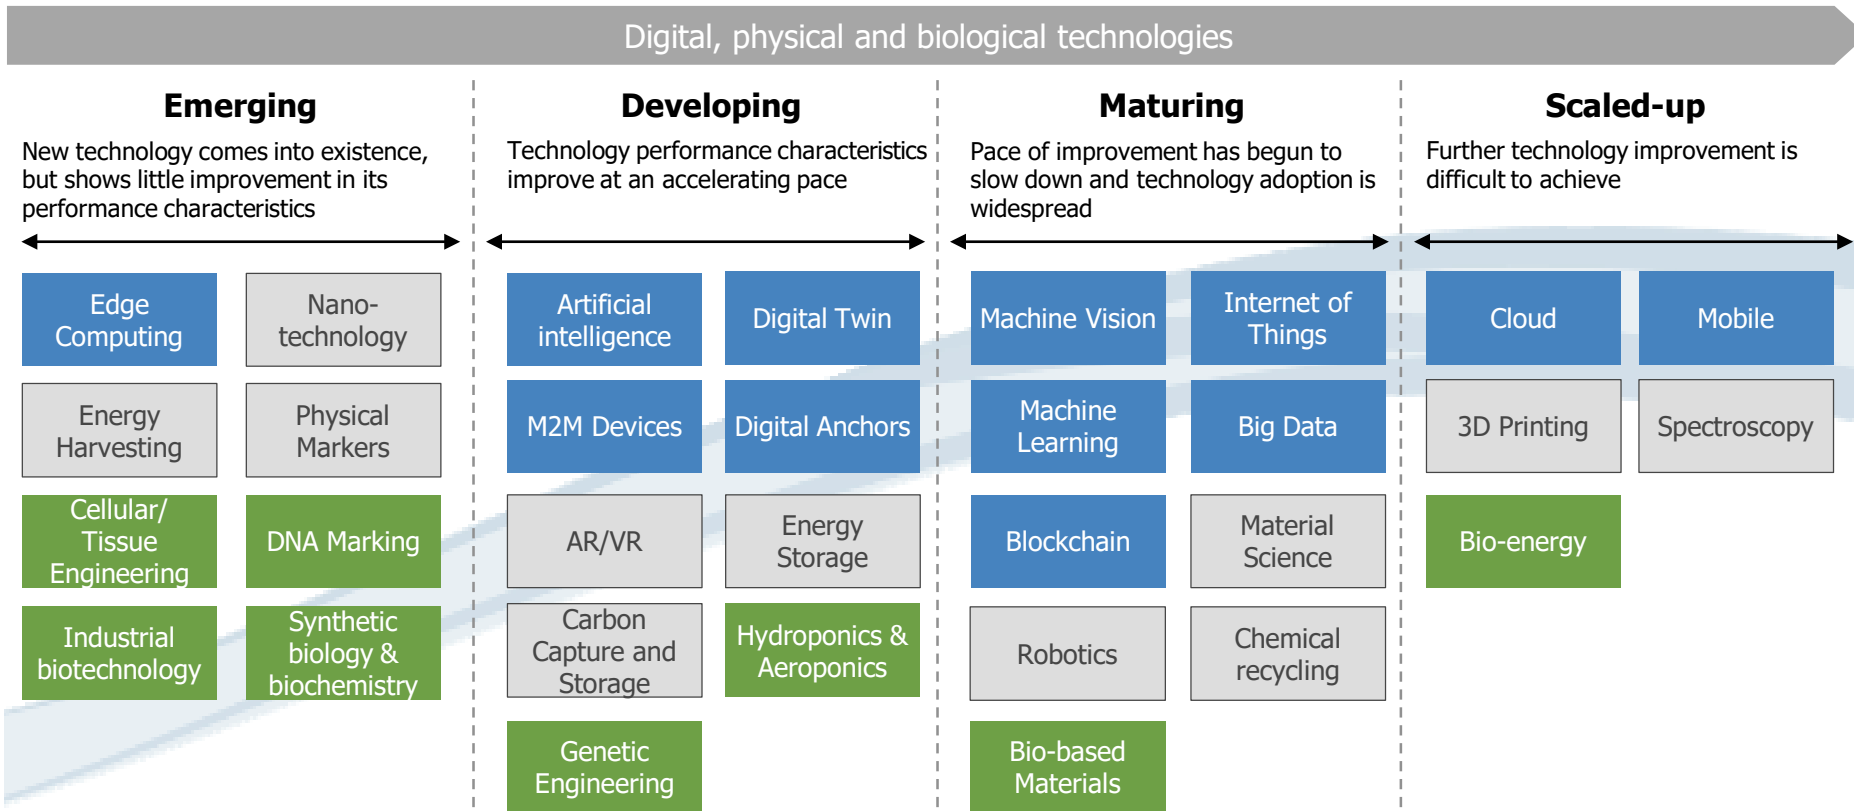 Digital, physical and biological technologies
Emerging
New technology comes into existence,
but shows little improvement in its
performance characteristics
Edge
Computing
Nano-
technology
Energy
Harvesting
Physical
Markers
Cellular/
Tissue
Engineering
DNA Marking
Industrial
biotechnology
Synthetic
biology &
biochemistry
Developing
Technology performance characteristics
improve at an accelerating pace
Artificial
intelligence
Digital Twin
M2M Devices
Digital Anchors
AR/VR
Energy
Storage
Carbon
Capture and
Storage
Hydroponics &
Aeroponics
Genetic
Engineering
Maturing
Pace of improvement has begun to
slow down and technology adoption is
widespread
Machine Vision
Internet of
Things
Machine
Learning
Big Data
Blockchain
Material
Science
Robotics
Chemical
recycling
Bio-based
Materials
Scaled-up
Further technology improvement is
difficult to achieve
Cloud
Mobile
3D Printing
Spectroscopy
Bio-energy